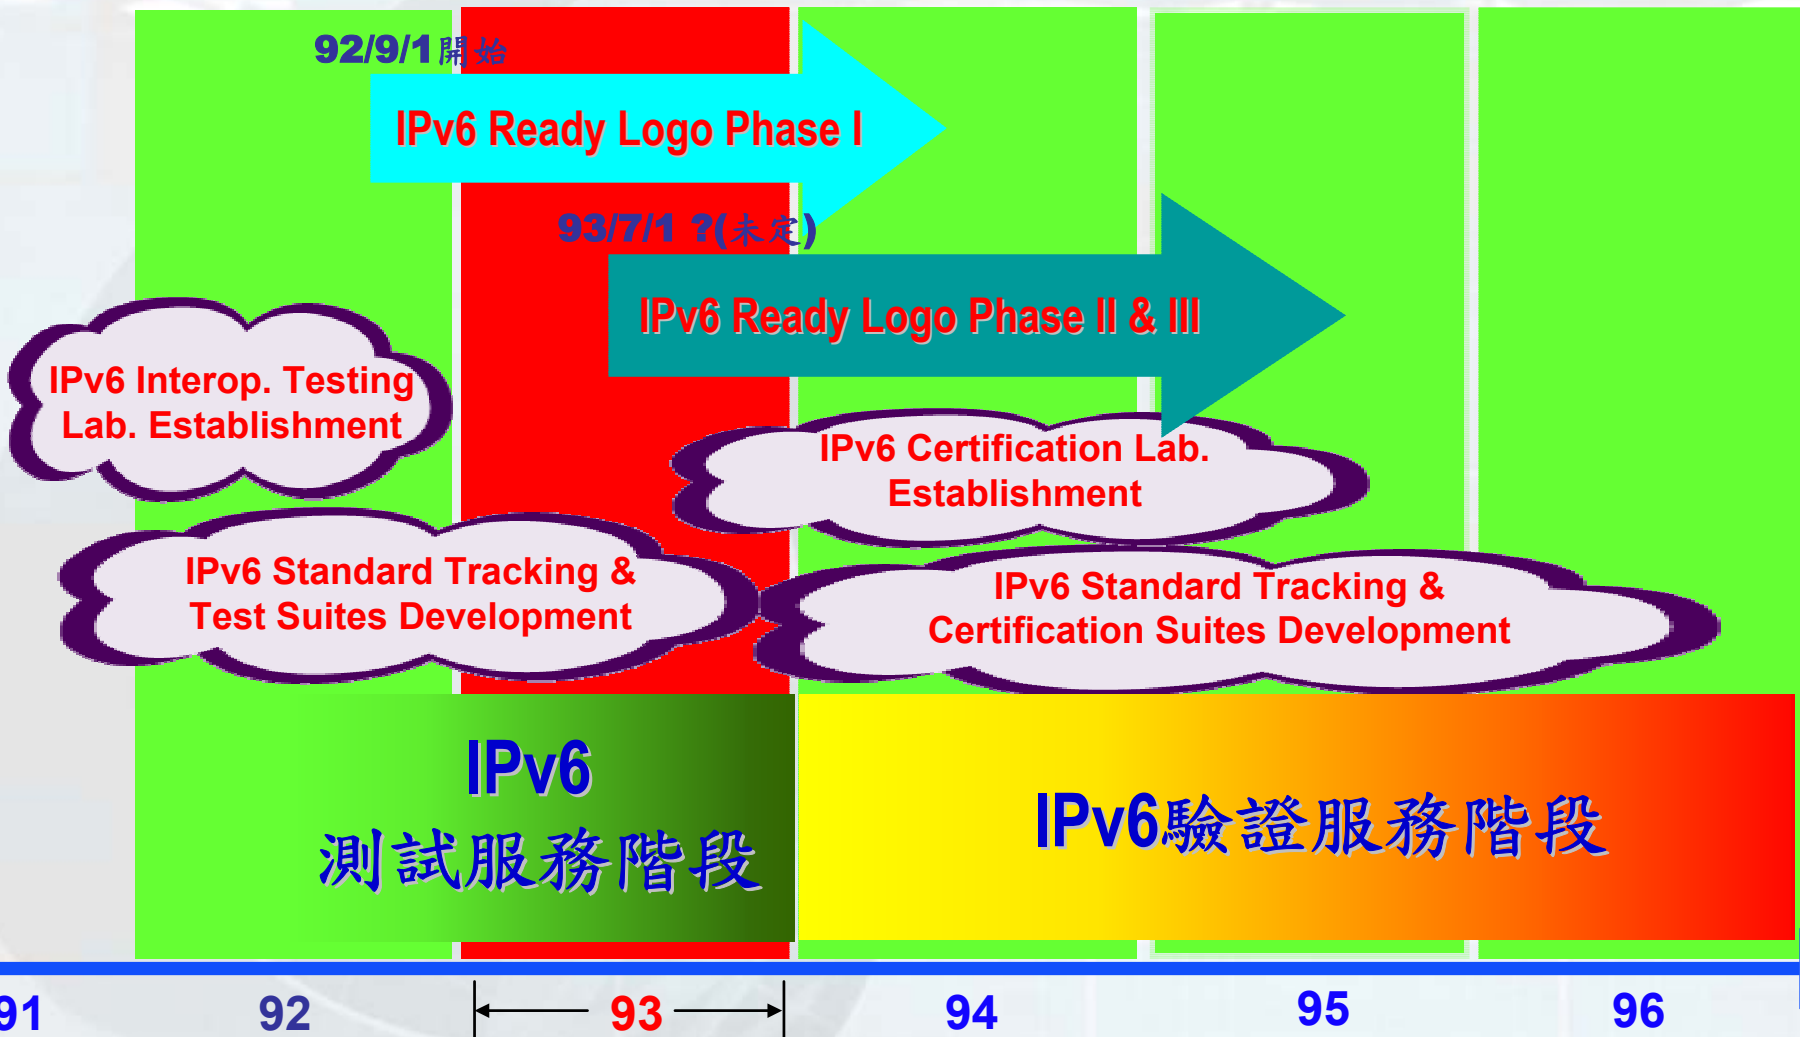 92/9/1開始
IPv6 Ready Logo Phase I
93/7/1 ?(未定)
IPv6 Ready Logo Phase II & III
IPv6 Interop. Testing
Lab. Establishment
IPv6 Certification Lab.
Establishment
IPv6 Standard Tracking &
Test Suites Development
IPv6 Standard Tracking &
Certification Suites Development
IPv6
測試服務階段
IPv6驗證服務階段
91 92 93 94 95 96